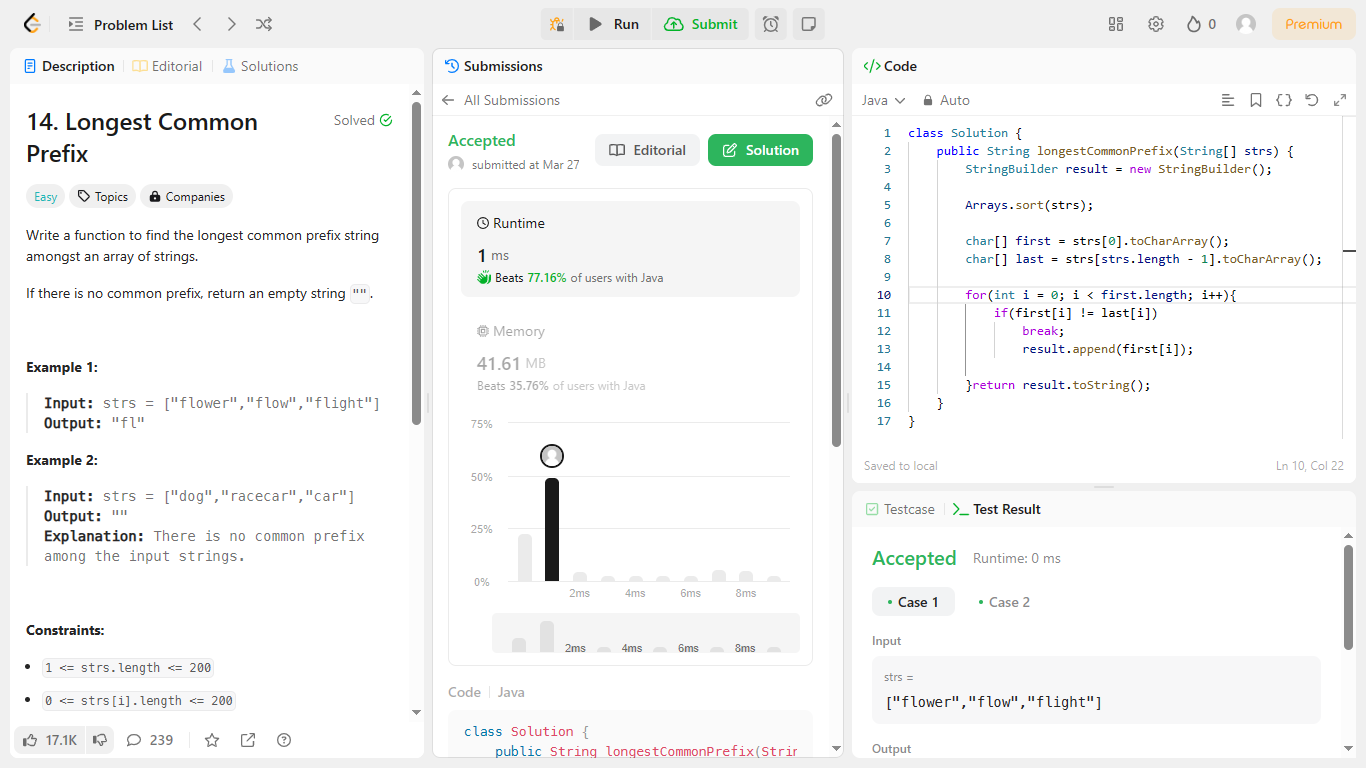 Problem List
Run
Submit
0
Premium
Description
Editorial
Solutions
14. Longest Common
Prefix
Solved
Easy
Topics
Companies
Write a function to find the longest common prefix string
amongst an array of strings.
If there is no common prefix, return an empty string "".
Example 1:
Input: strs = ["flower","flow","flight"]
Output: "fl"
Example 2:
Input: strs = ["dog","racecar","car"]
Output: ""
Explanation: There is no common prefix
among the input strings.
Constraints:
1 <= strs.length <= 200
0 <= strs[i].length <= 200
17.1K
239
Submissions
All Submissions
Accepted
submitted at Mar 27
Editorial
Solution
Runtime
1 ms
Beats 77.16% of users with Java
Memory
41.61 MB
Beats 35.76% of users with Java
75%
50%
25%
0%
2ms 4ms 6ms 8ms
2ms 4ms 6ms 8ms
Code
Java
class Solution {
public String longestCommonPrefix(Strin
Code
Java
Auto
1 class Solution {
2 public String longestCommonPrefix(String[] strs) {
3 StringBuilder result = new StringBuilder();
4
5 Arrays.sort(strs);
6
7 char[] first = strs[0].toCharArray();
8 char[] last = strs[strs.length - 1].toCharArray();
9
10 for(int i = 0; i < first.length; i++){
11 if(first[i] != last[i])
12 break;
13 result.append(first[i]);
14
15 }return result.toString();
16 }
17 }
Saved to local
Ln 10, Col 22
Testcase
Test Result
Accepted
Runtime: 0 ms
• Case 1
• Case 2
Input
strs =
["flower","flow","flight"]
Output